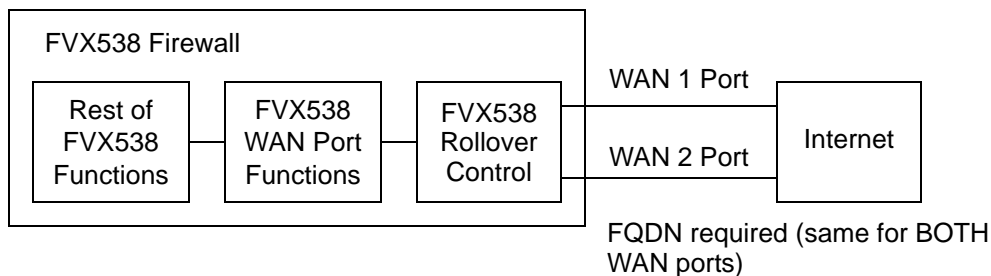 FVX538 Firewall
Rest of
FVX538
Functions
FVX538
WAN Port
Functions
FVX538
Rollover
Control
WAN 1 Port
WAN 2 Port
Internet
FQDN required (same for BOTH
WAN ports)